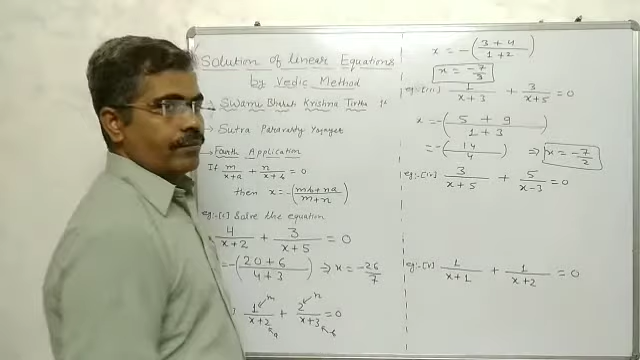 Solution of linear Equations
by Vedic Method
→ Swami Bharati Krishna Tirtha
→ Sutra Paravartya Yojayet
→ Fourth Application
If m/(x+a) + n/(x+b) = 0
then x = -((mb+na)/(m+n))
eg:-(i) Solve the equation
4/(x+2) + 3/(x+5) = 0
= -((20+6)/(4+3)) ⇒ x = -26/7
1/(x+2) + 2/(x+3) = 0
m n
a b
x = -((3+4)/(1+2))
x = -7/3
eg:-(iii) 1/(x+3) + 3/(x+5) = 0
x = -((5+9)/(1+3))
= -(14/4) ⇒ x = -7/2
eg:-(iv) 3/(x+5) + 5/(x-3) = 0
eg:-(v) 1/(x+1) + 1/(x+2) = 0